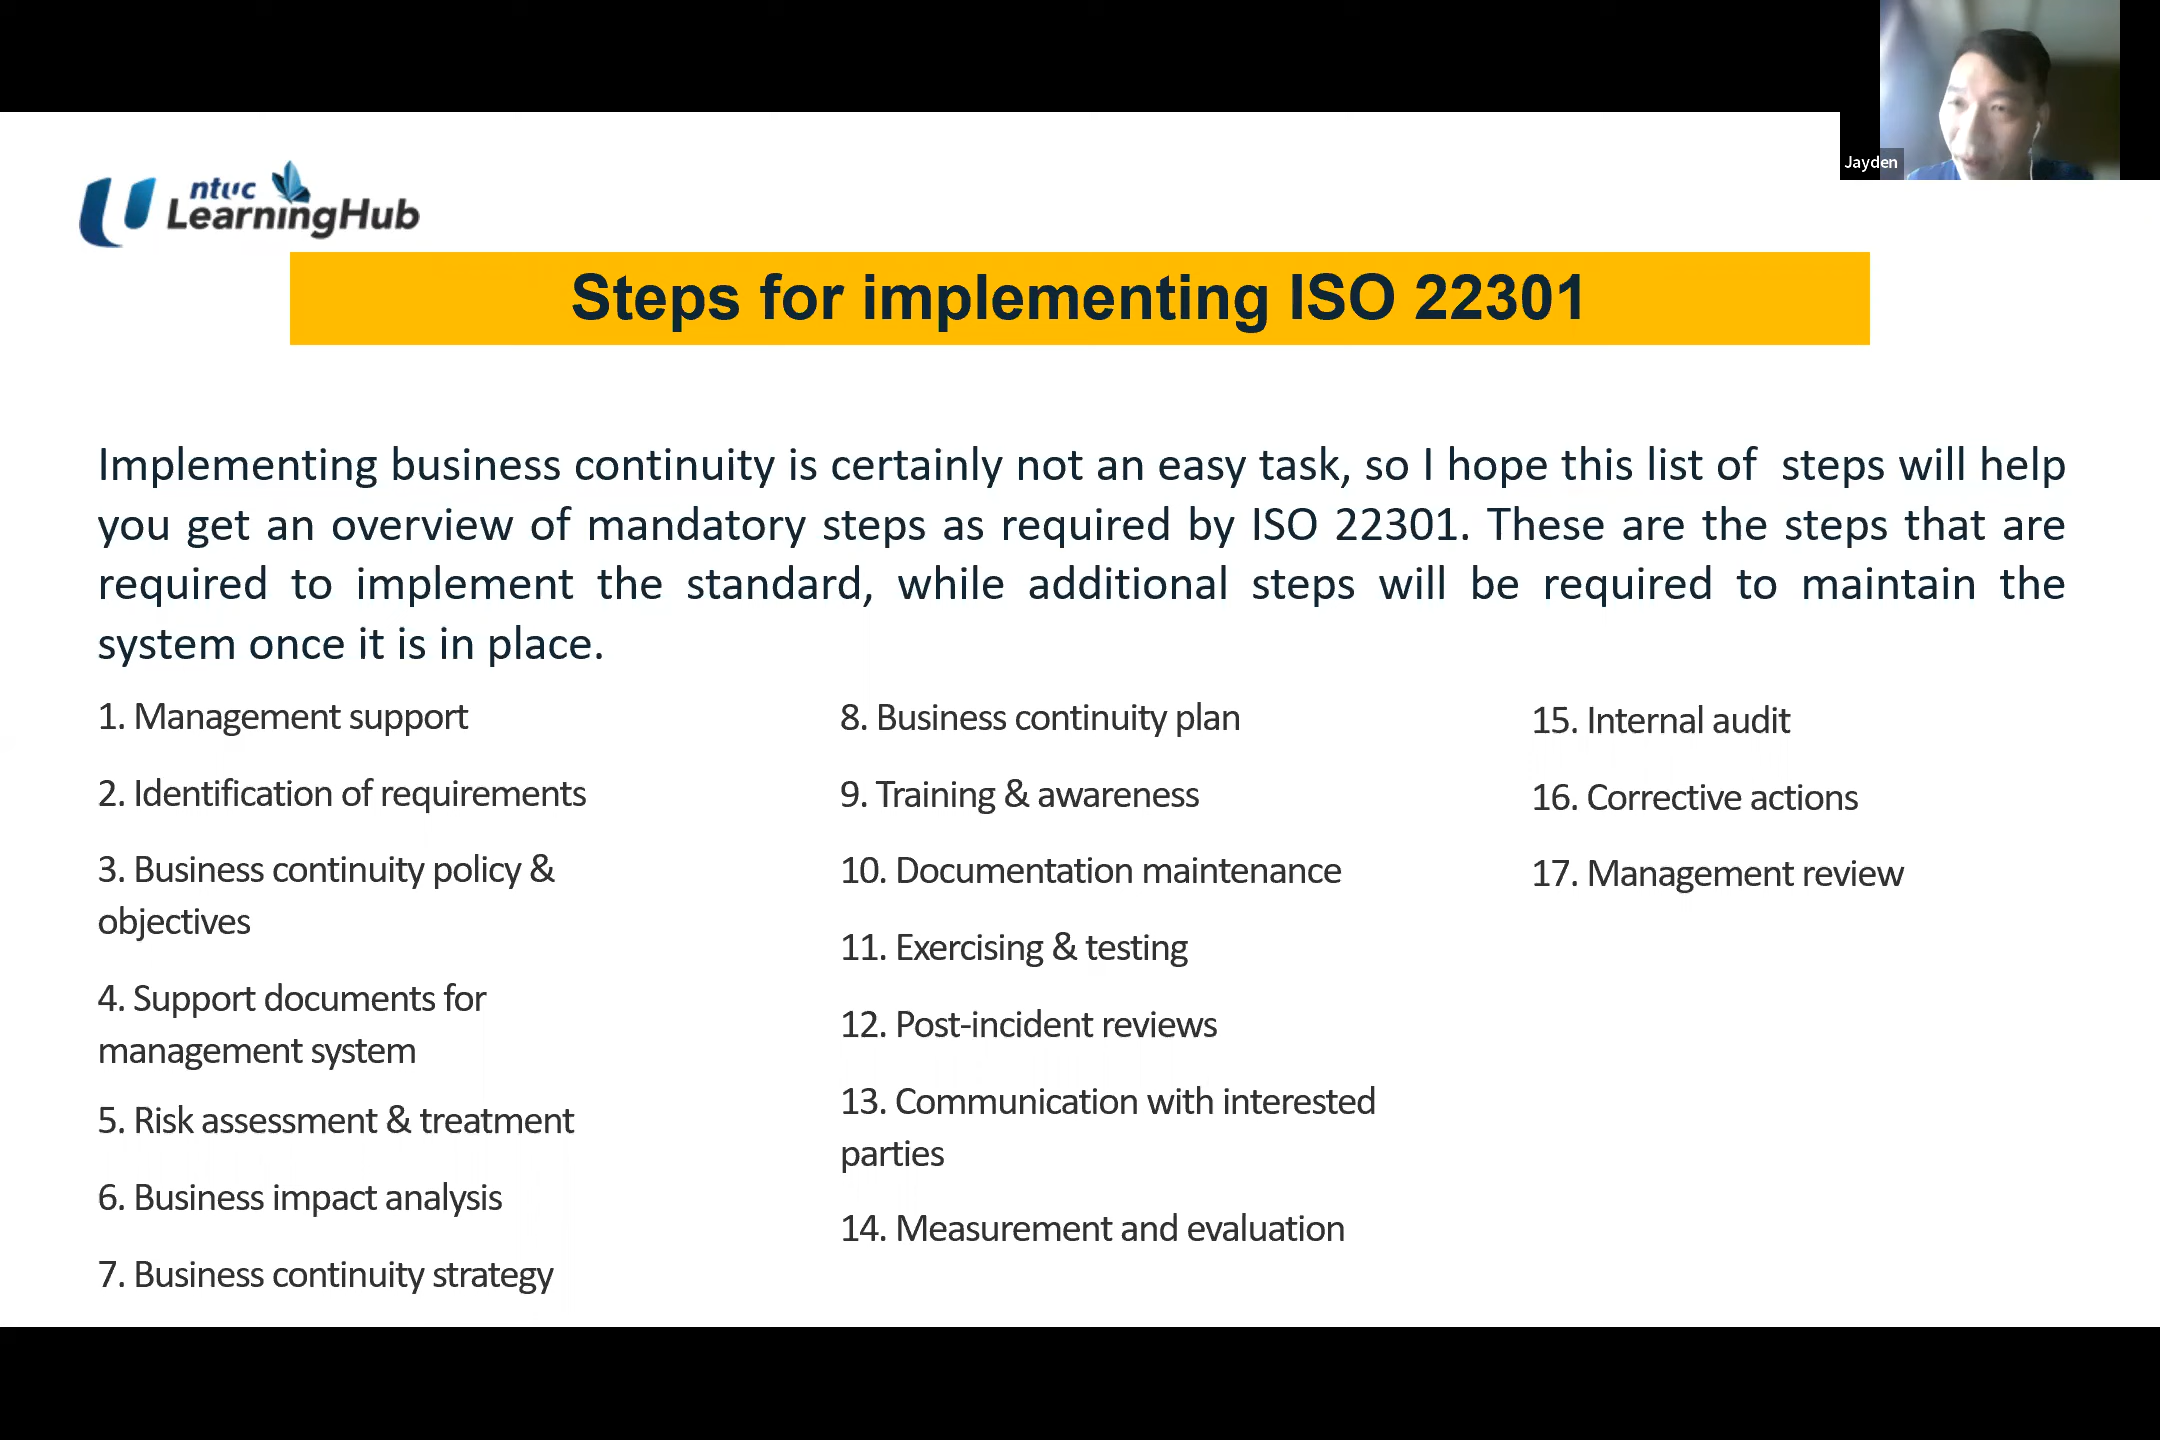 Jayden
ntuc
LearningHub
Steps for implementing ISO 22301
Implementing business continuity is certainly not an easy task, so I hope this list of  steps will help
you get an overview of mandatory steps as required by ISO 22301. These are the steps that are
required to implement the standard, while additional steps will be required to maintain the
system once it is in place.
1. Management support
2. Identification of requirements
3. Business continuity policy &
objectives
4. Support documents for
management system
5. Risk assessment & treatment
6. Business impact analysis
7. Business continuity strategy
8. Business continuity plan
9. Training & awareness
10. Documentation maintenance
11. Exercising & testing
12. Post-incident reviews
13. Communication with interested
parties
14. Measurement and evaluation
15. Internal audit
16. Corrective actions
17. Management review